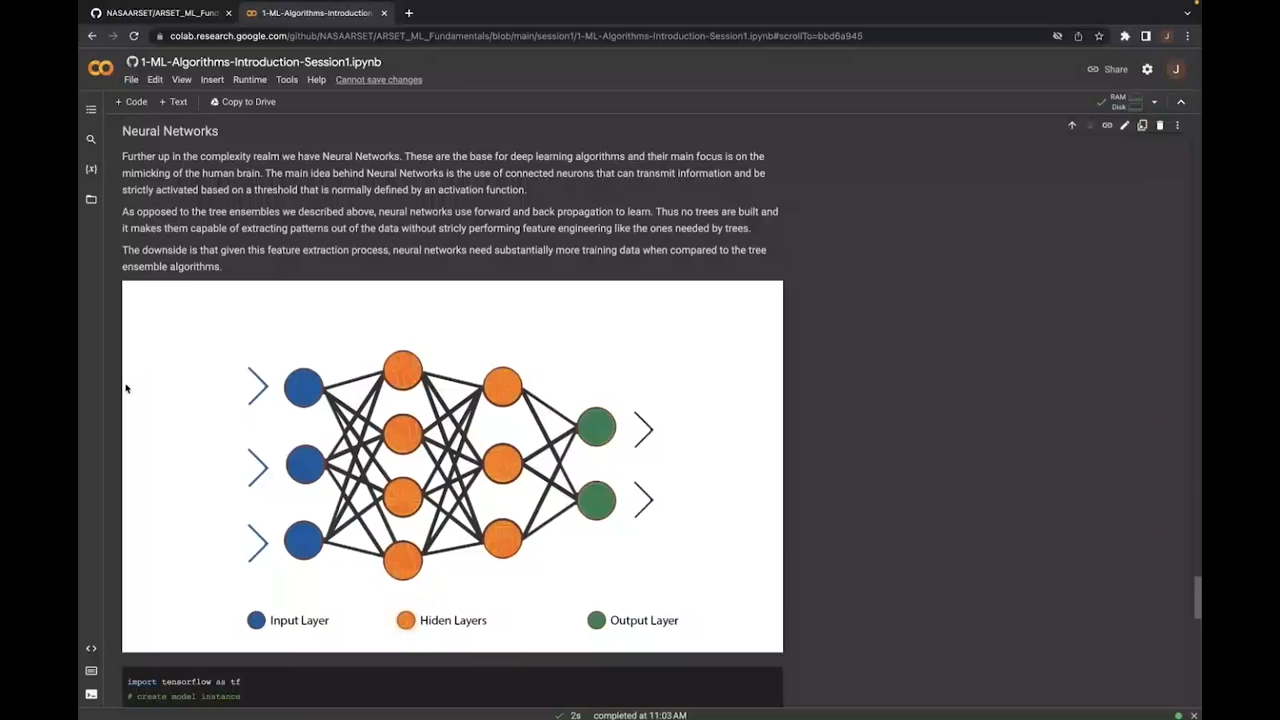 NASAARSET/ARSET_ML_Fund
1-ML-Algorithms-Introduction-
colab.research.google.com/github/NASAARSET/ARSET_ML_Fundamentals/blob/main/session1/1-ML-Algorithms-Introduction-Session1.ipynb#scrollTo=bbd6a945
J
1-ML-Algorithms-Introduction-Session1.ipynb
Share
J
File Edit View Insert Runtime Tools Help Cannot save changes
+ Code + Text Copy to Drive
RAM
Disk
Neural Networks
Further up in the complexity realm we have Neural Networks. These are the base for deep learning algorithms and their main focus is on the
mimicking of the human brain. The main idea behind Neural Networks is the use of connected neurons that can transmit information and be
strictly activated based on a threshold that is normally defined by an activation function.
As opposed to the tree ensembles we described above, neural networks use forward and back propagation to learn. Thus no trees are built and
it makes them capable of extracting patterns out of the data without stricly performing feature engineering like the ones needed by trees.
The downside is that given this feature extraction process, neural networks need substantially more training data when compared to the tree
ensemble algorithms.
Input Layer
Hiden Layers
Output Layer
import tensorflow as tf
# create model instance
2s completed at 11:03 AM